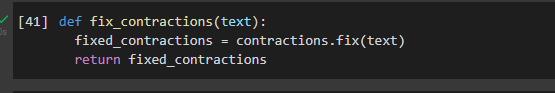 [41] def fix_contractions(text):
fixed_contractions = contractions.fix(text)
return fixed_contractions